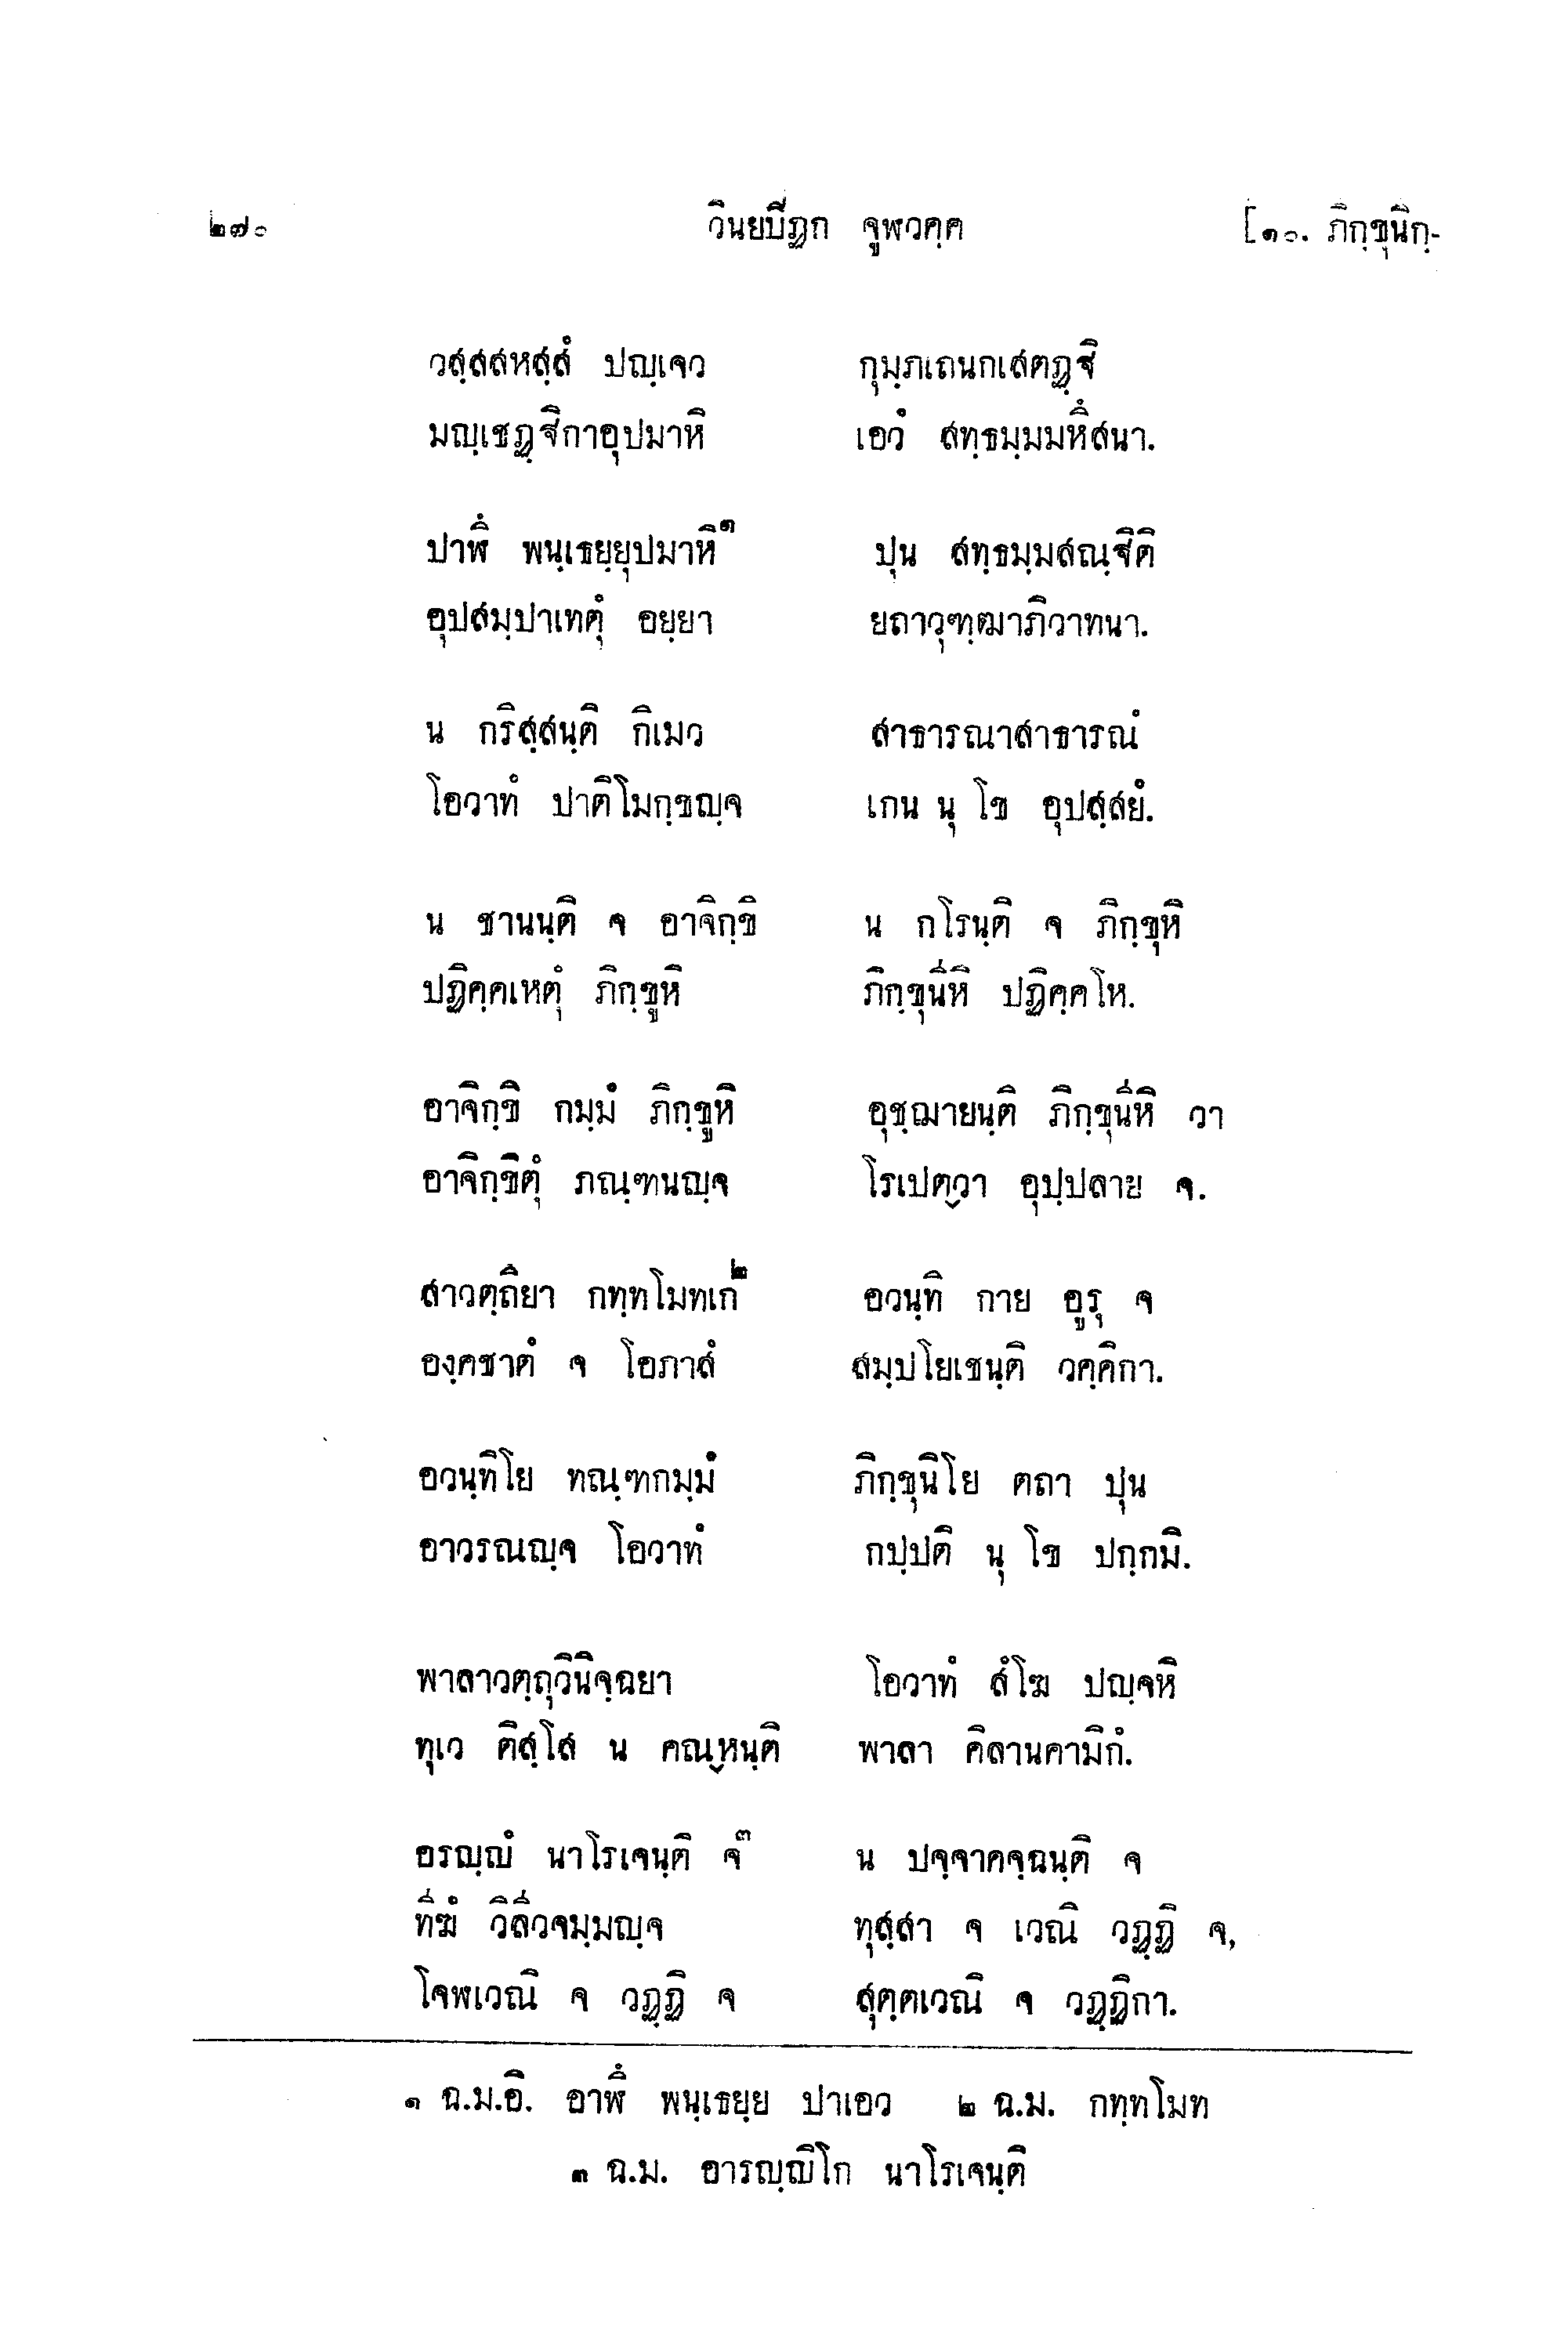 ๒๗๐ วินยปิฏก จูฬวคฺค [๑๐. ภิกฺขุนิกฺ-
วสฺสสหสฺสํ ปญฺเจว กุมฺภเถนกเสตฏฺฐิ
มญฺเชฏฺฐิกาอุปมาหิ เอวํ สทฺธมฺมมหึสนา.
ปาฬึ พนฺเธยฺยุปมาหิ๑ ปุน สทฺธมฺมสณฺฐิติ
อุปสมฺปาเทตุํ อยฺยา ยถาวุฑฺฒาภิวาทนา.
น กริสฺสนฺติ กิเมว สาธารณาสาธารณํ
โอวาทํ ปาติโมกฺขญฺจ เกน นุ โข อุปสฺสยํ.
น ชานนฺติ จ อาจิกฺขิ น กโรนฺติ จ ภิกฺขุหิ
ปฏิคฺคเหตุํ ภิกฺขูหิ ภิกฺขุนีหิ ปฏิคฺคโห.
อาจิกฺขิ กมฺมํ ภิกฺขูหิ อุชฺฌายนฺติ ภิกฺขุนีหิ วา
อาจิกฺขิตุํ ภณฺฑนญฺจ โรเปตฺวา อุปฺปลาย จ.
สาวตฺถิยา กทฺทโมทเก๒ อวนฺทิ กาย อูรุ จ
องฺคชาตํ จ โอภาสํ สมฺปโยเชนฺติ วคฺคิกา.
อวนฺทิโย ทณฺฑกมฺมํ ภิกฺขุนิโย ตถา ปุน
อาวรณญฺจ โอวาทํ กปฺปติ นุ โข ปกฺกมิ.
พาลาวตฺถุวินิจฺฉยา โอวาทํ สํโฆ ปญฺจหิ
ทุเว ติสฺโส น คณฺหนฺติ พาลา คิลานคามิกํ.
อรญฺญํ นาโรเจนฺติ จ๓ น ปจฺจาคจฺฉนฺติ จ
ทีฆํ วิลีวจมฺมญฺจ ทุสฺสา จ เวณิ วฏฺฏิ จ,
โจฬเวณิ จ วฏฺฏิ จ สุตฺตเวณิ จ วฏฺฏิกา.
๑ ฉ.ม.อิ. อาฬึ พนฺเธยฺย ปาเอว ๒ ฉ.ม. กทฺทโมท
๓ ฉ.ม. อารญฺญิโก นาโรเจนฺติ